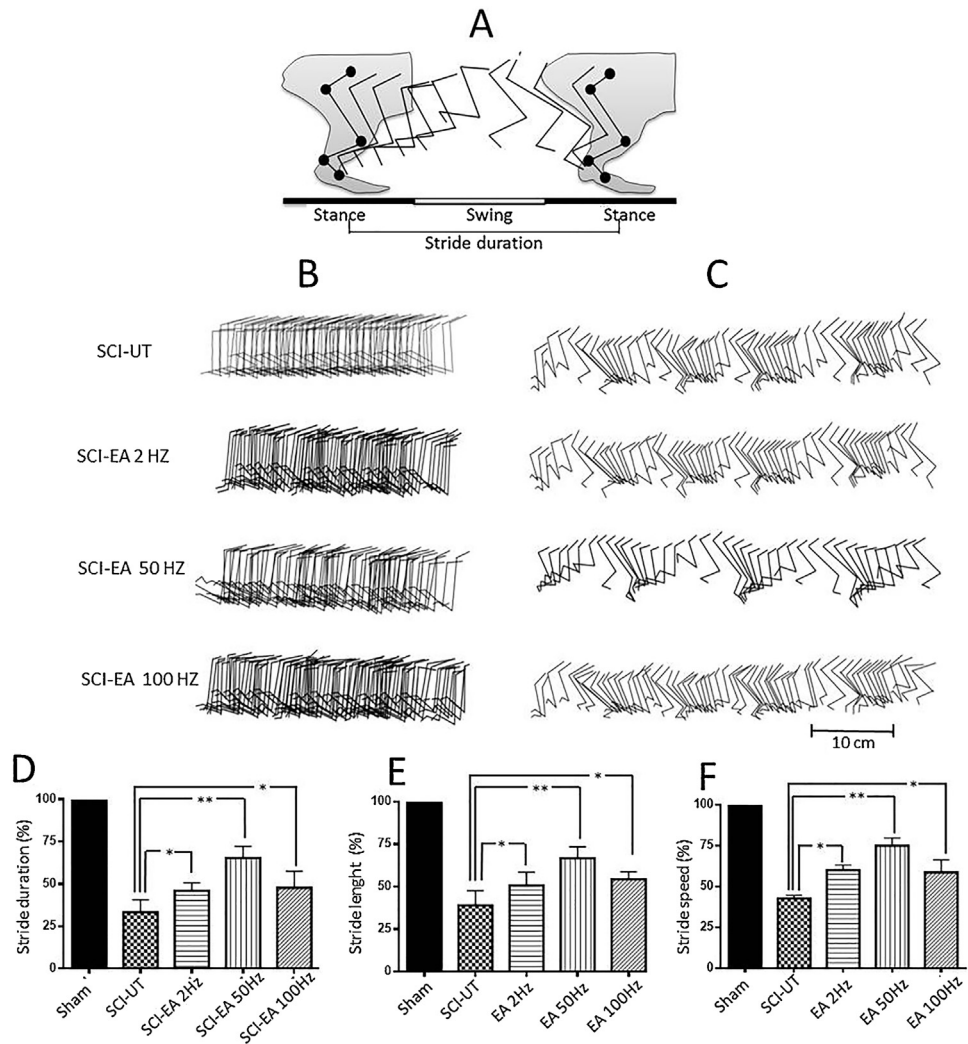 A
Stance Swing Stance
Stride duration
B C
SCI-UT
SCI-EA 2 HZ
SCI-EA 50 HZ
SCI-EA 100 HZ
10 cm
D
Stride duration (%)
100
75
50
25
0
* ** *
Sham
SCI-UT
SCI-EA 2Hz
SCI-EA 50Hz
SCI-EA 100Hz
E
Stride lenght (%)
100
75
50
25
0
* ** *
Sham
SCI-UT
EA 2Hz
EA 50Hz
EA 100Hz
F
Stride speed (%)
100
75
50
25
0
* ** *
Sham
SCI-UT
EA 2Hz
EA 50Hz
EA 100Hz